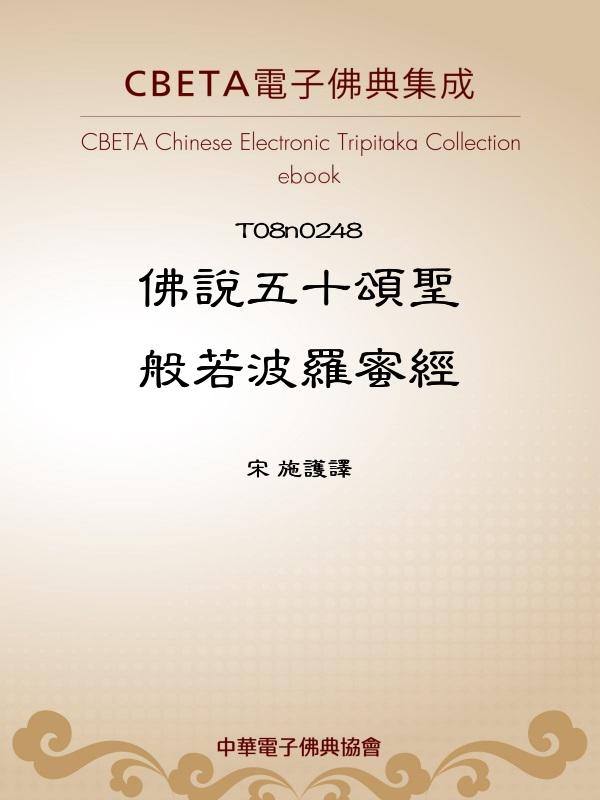 CBETA電子佛典集成
CBETA Chinese Electronic Tripitaka Collection
ebook
T08n0248
佛說五十頌聖
般若波羅蜜經
宋 施護譯
中華電子佛典協會